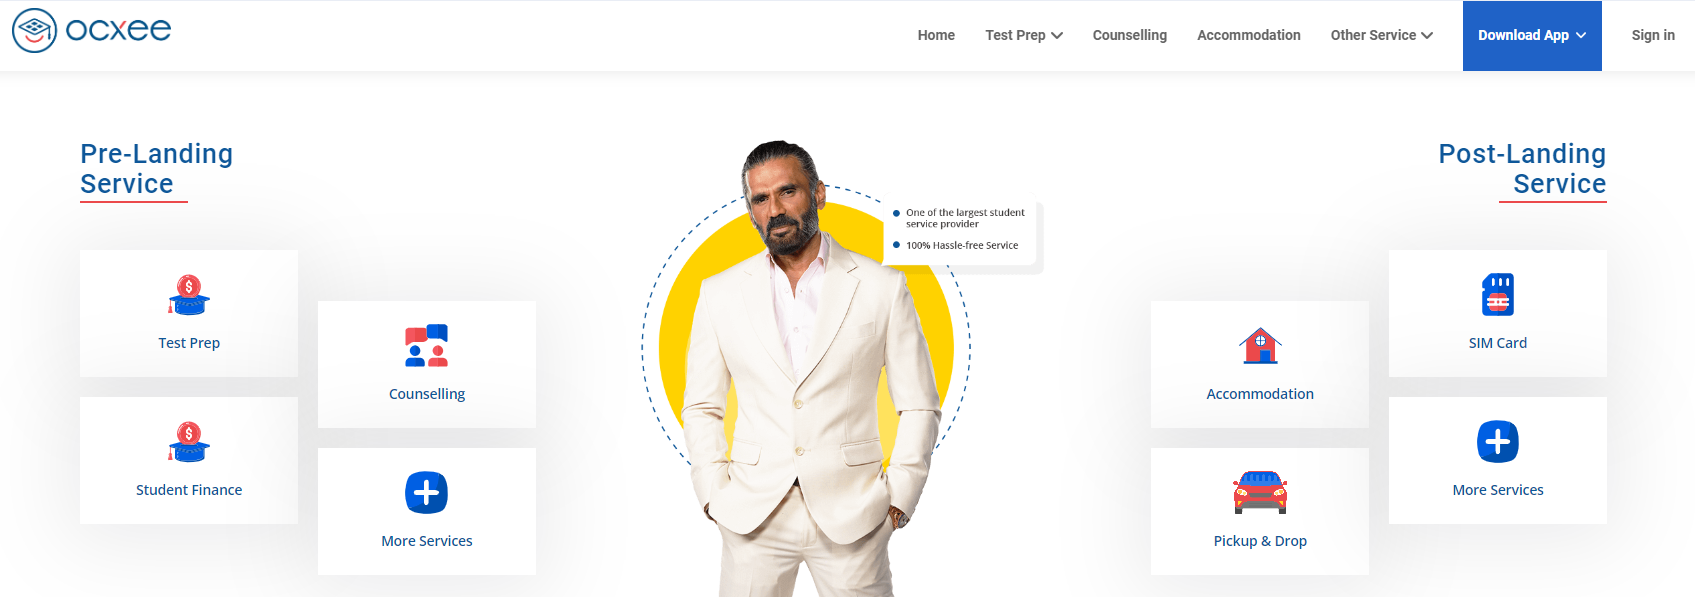 ocxee
Home
Test Prep
Counselling
Accommodation
Other Service
Download App
Sign in
Pre-Landing
Service
Test Prep
Counselling
Student Finance
More Services
One of the largest student
service provider
100% Hassle-free Service
Post-Landing
Service
SIM Card
Accommodation
More Services
Pickup & Drop